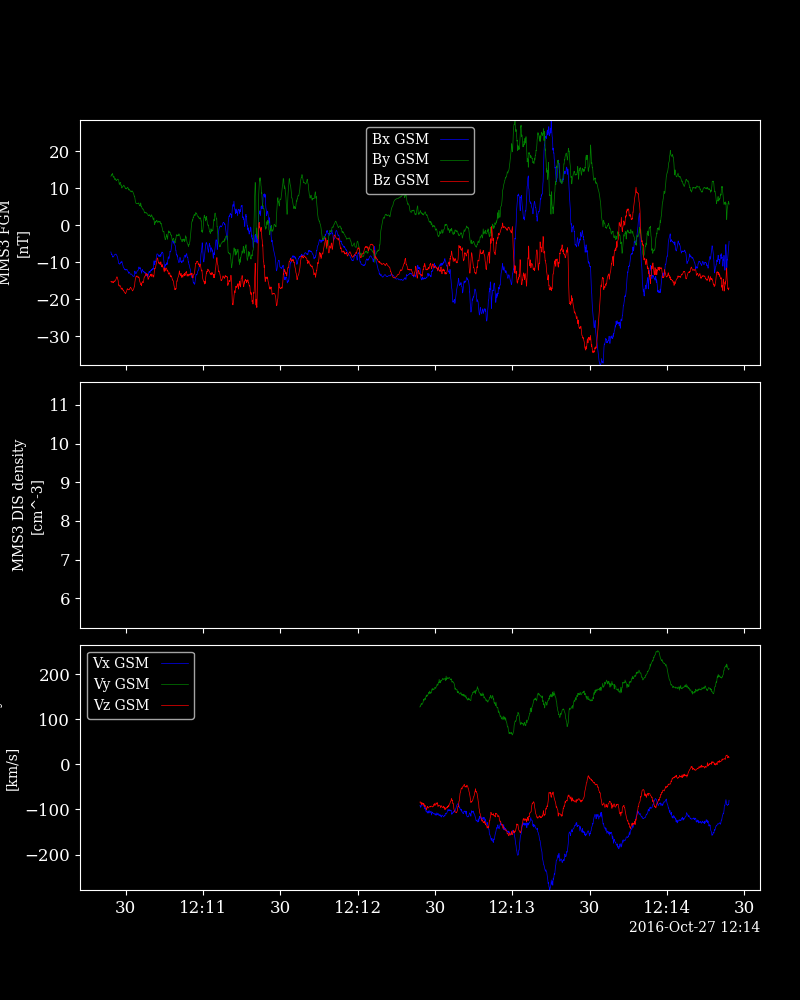 Bx GSM
By GSM
Bz GSM
20
10
0
−10
−20
−30
MMS3 FGM
[nT]
11
10
9
8
7
6
MMS3 DIS density
[cm^-3]
Vx GSM
Vy GSM
Vz GSM
200
100
0
−100
−200
[km/s]
30 12:11 30 12:12 30 12:13 30 12:14 30
2016-Oct-27 12:14